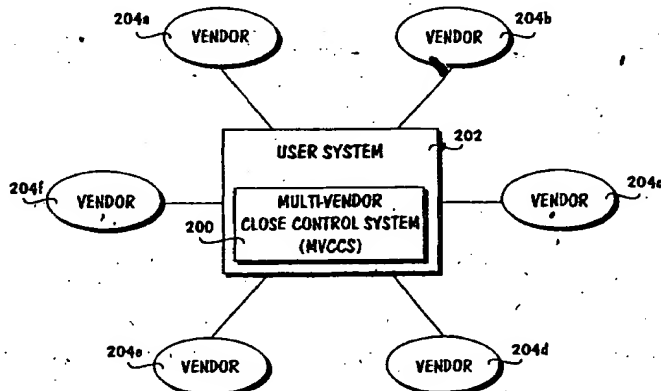 204a
VENDOR
204b
VENDOR
202
USER SYSTEM
204f
VENDOR
204c
VENDOR
200
MULTI-VENDOR
CLOSE CONTROL SYSTEM
(MVCCS)
204e
VENDOR
204d
VENDOR